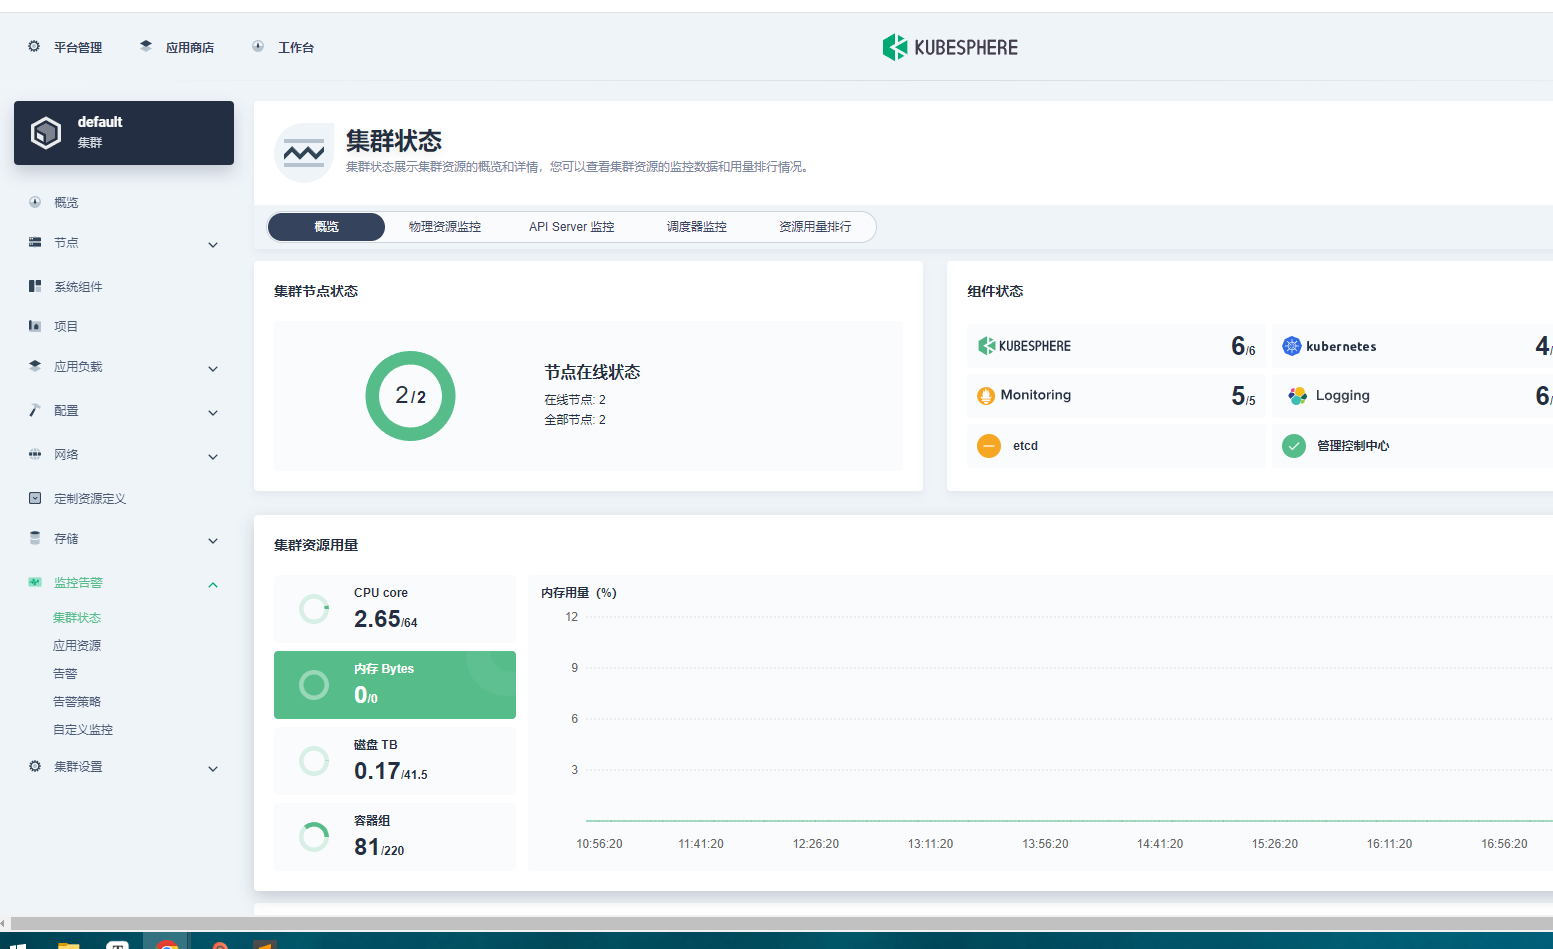 平台管理 应用商店 工作台 KUBESPHERE
default
集群
概览
节点
系统组件
项目
应用负载
配置
网络
定制资源定义
存储
监控告警
集群状态
应用资源
告警
告警策略
自定义监控
集群设置
集群状态
集群状态展示集群资源的概览和详情，您可以查看集群资源的监控数据和用量排行情况。
概览 物理资源监控 API Server 监控 调度器监控 资源用量排行
集群节点状态
2/2
节点在线状态
在线节点: 2
全部节点: 2
组件状态
KUBESPHERE 6/6 kubernetes 4/
Monitoring 5/5 Logging 6/
etcd 管理控制中心
集群资源用量
CPU core
2.65/64
内存 Bytes
0/0
磁盘 TB
0.17/41.5
容器组
81/220
内存用量（%）
12
9
6
3
10:56:20 11:41:20 12:26:20 13:11:20 13:56:20 14:41:20 15:26:20 16:11:20 16:56:20